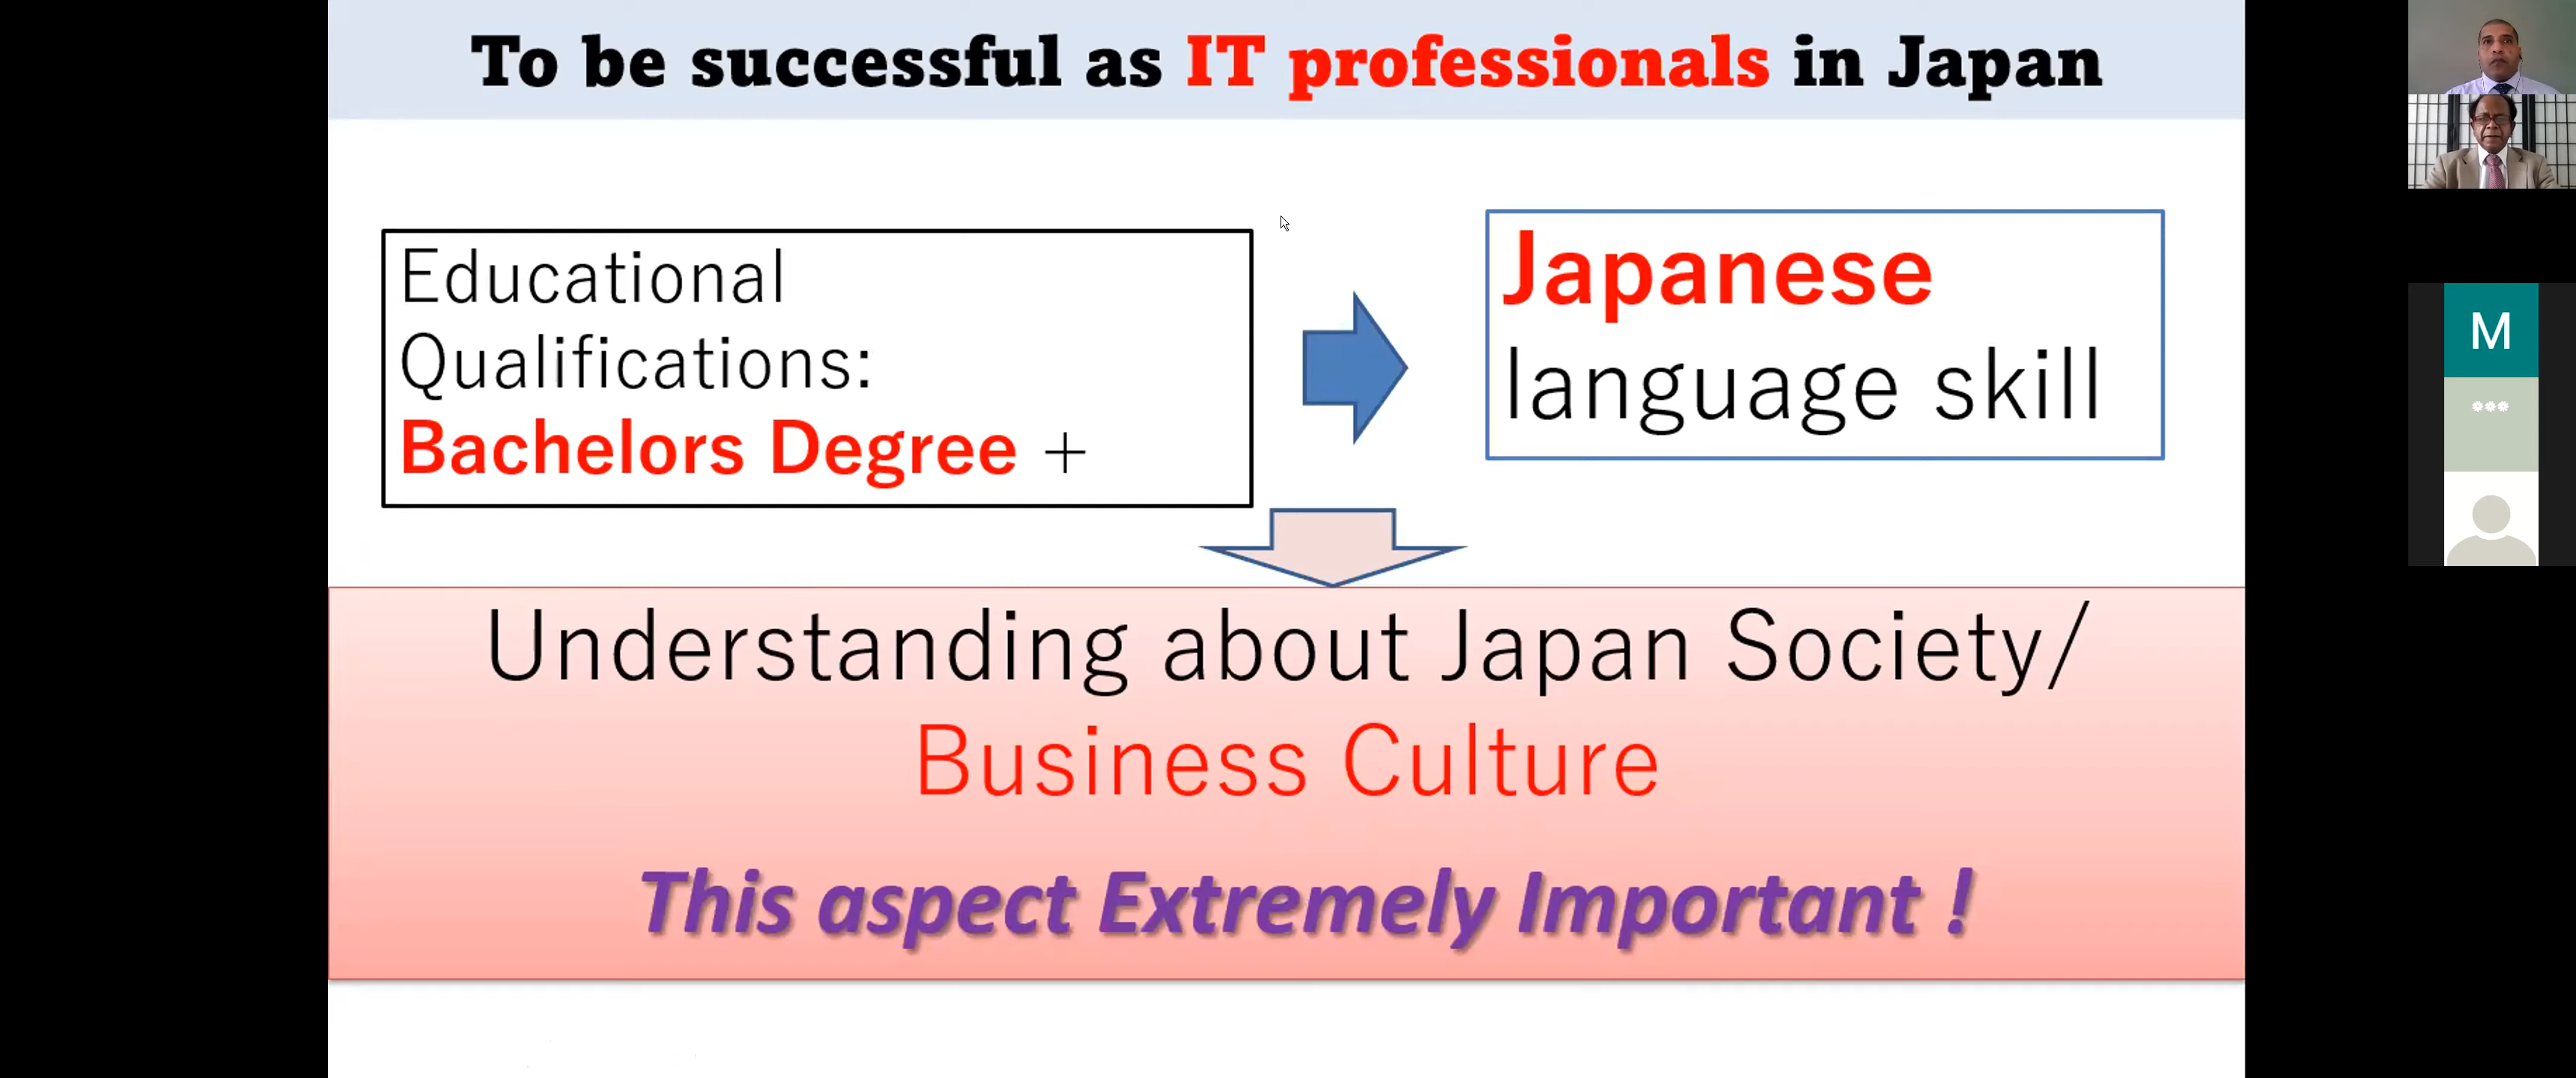 To be successful as IT professionals in Japan
Educational
Qualifications:
Bachelors Degree +
Japanese
language skill
Understanding about Japan Society/
Business Culture
This aspect Extremely Important !
M